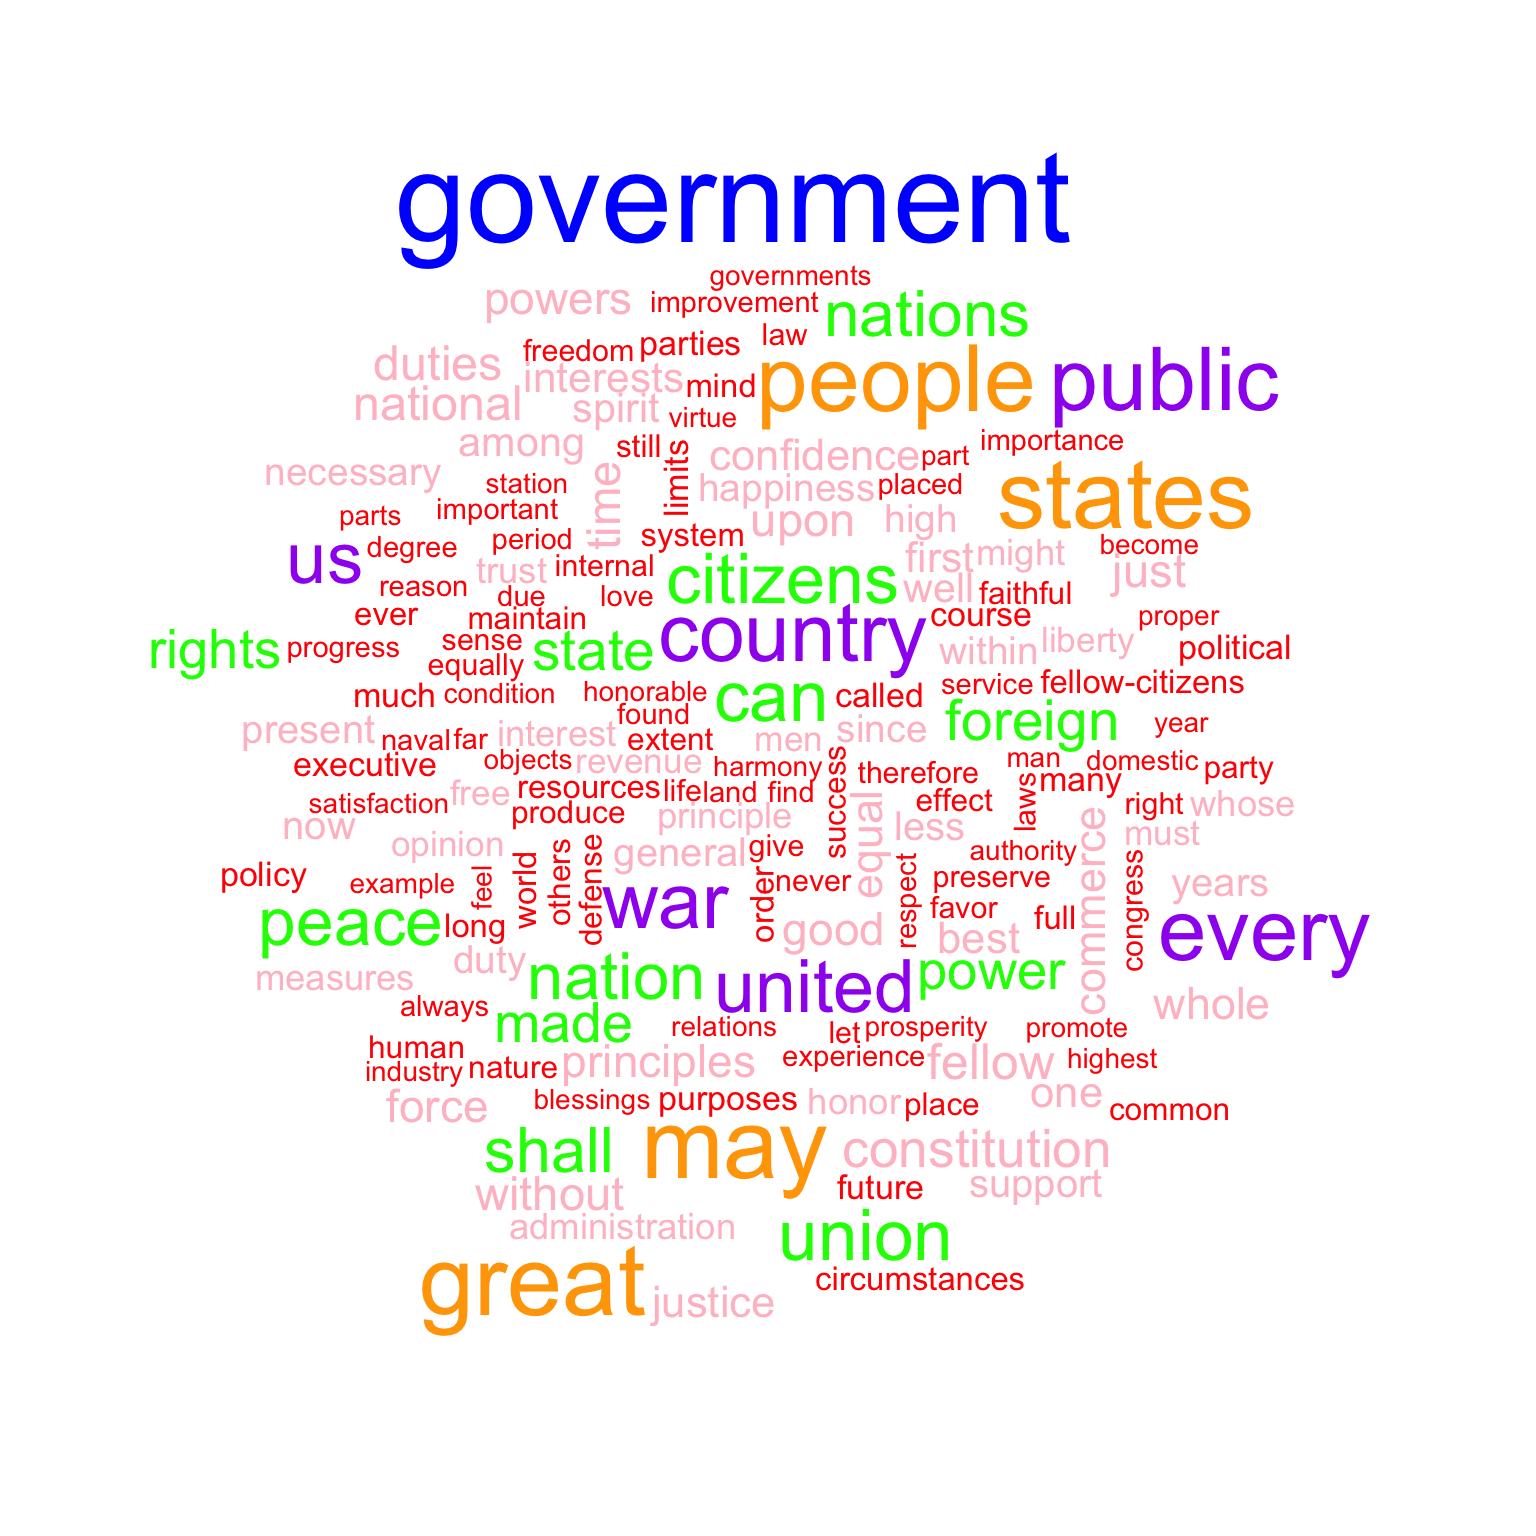 government
governments
powers
improvement
nations
law
freedom
parties
duties
interests
mind
people
public
national
spirit
virtue
among
still
importance
necessary
limits
confidence
part
time
station
happiness
placed
states
parts
important
upon
high
us
degree
period
system
first
might
become
reason
trust
internal
citizens
well
faithful
just
ever
due
love
maintain
country
course
proper
rights
progress
sense
state
within
liberty
political
equally
much
condition
honorable
can
called
service
fellow-citizens
found
foreign
year
present
naval
far
interest
extent
men
since
executive
objects
revenue
harmony
success
therefore
man
domestic
party
satisfaction
free
resources
life
land
find
effect
laws
many
right
whose
now
produce
principle
equal
less
commerce
must
opinion
general
give
authority
policy
example
feel
world
others
defense
war
order
never
respect
preserve
congress
years
peace
long
good
favor
best
full
every
measures
duty
nation
united
power
whole
always
made
relations
let
prosperity
promote
human
industry
nature
principles
experience
fellow
highest
force
blessings
purposes
honor
place
one
common
shall
may
constitution
without
future
support
administration
union
great
justice
circumstances